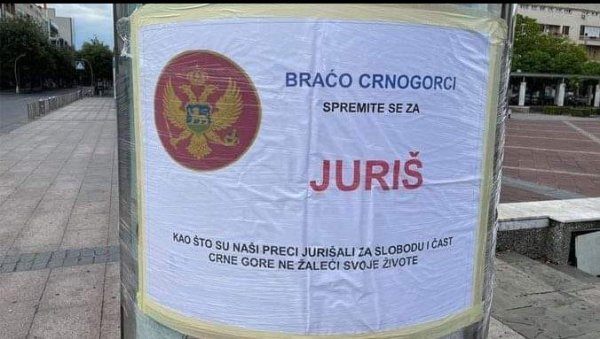 BRAĆO CRNOGORCI
SPREMITE SE ZA
JURIŠ
KAO ŠTO SU NAŠI PRECI JURIŠALI ZA SLOBODU I ČAST
CRNE GORE NE ŽALEĆI SVOJE ŽIVOTE